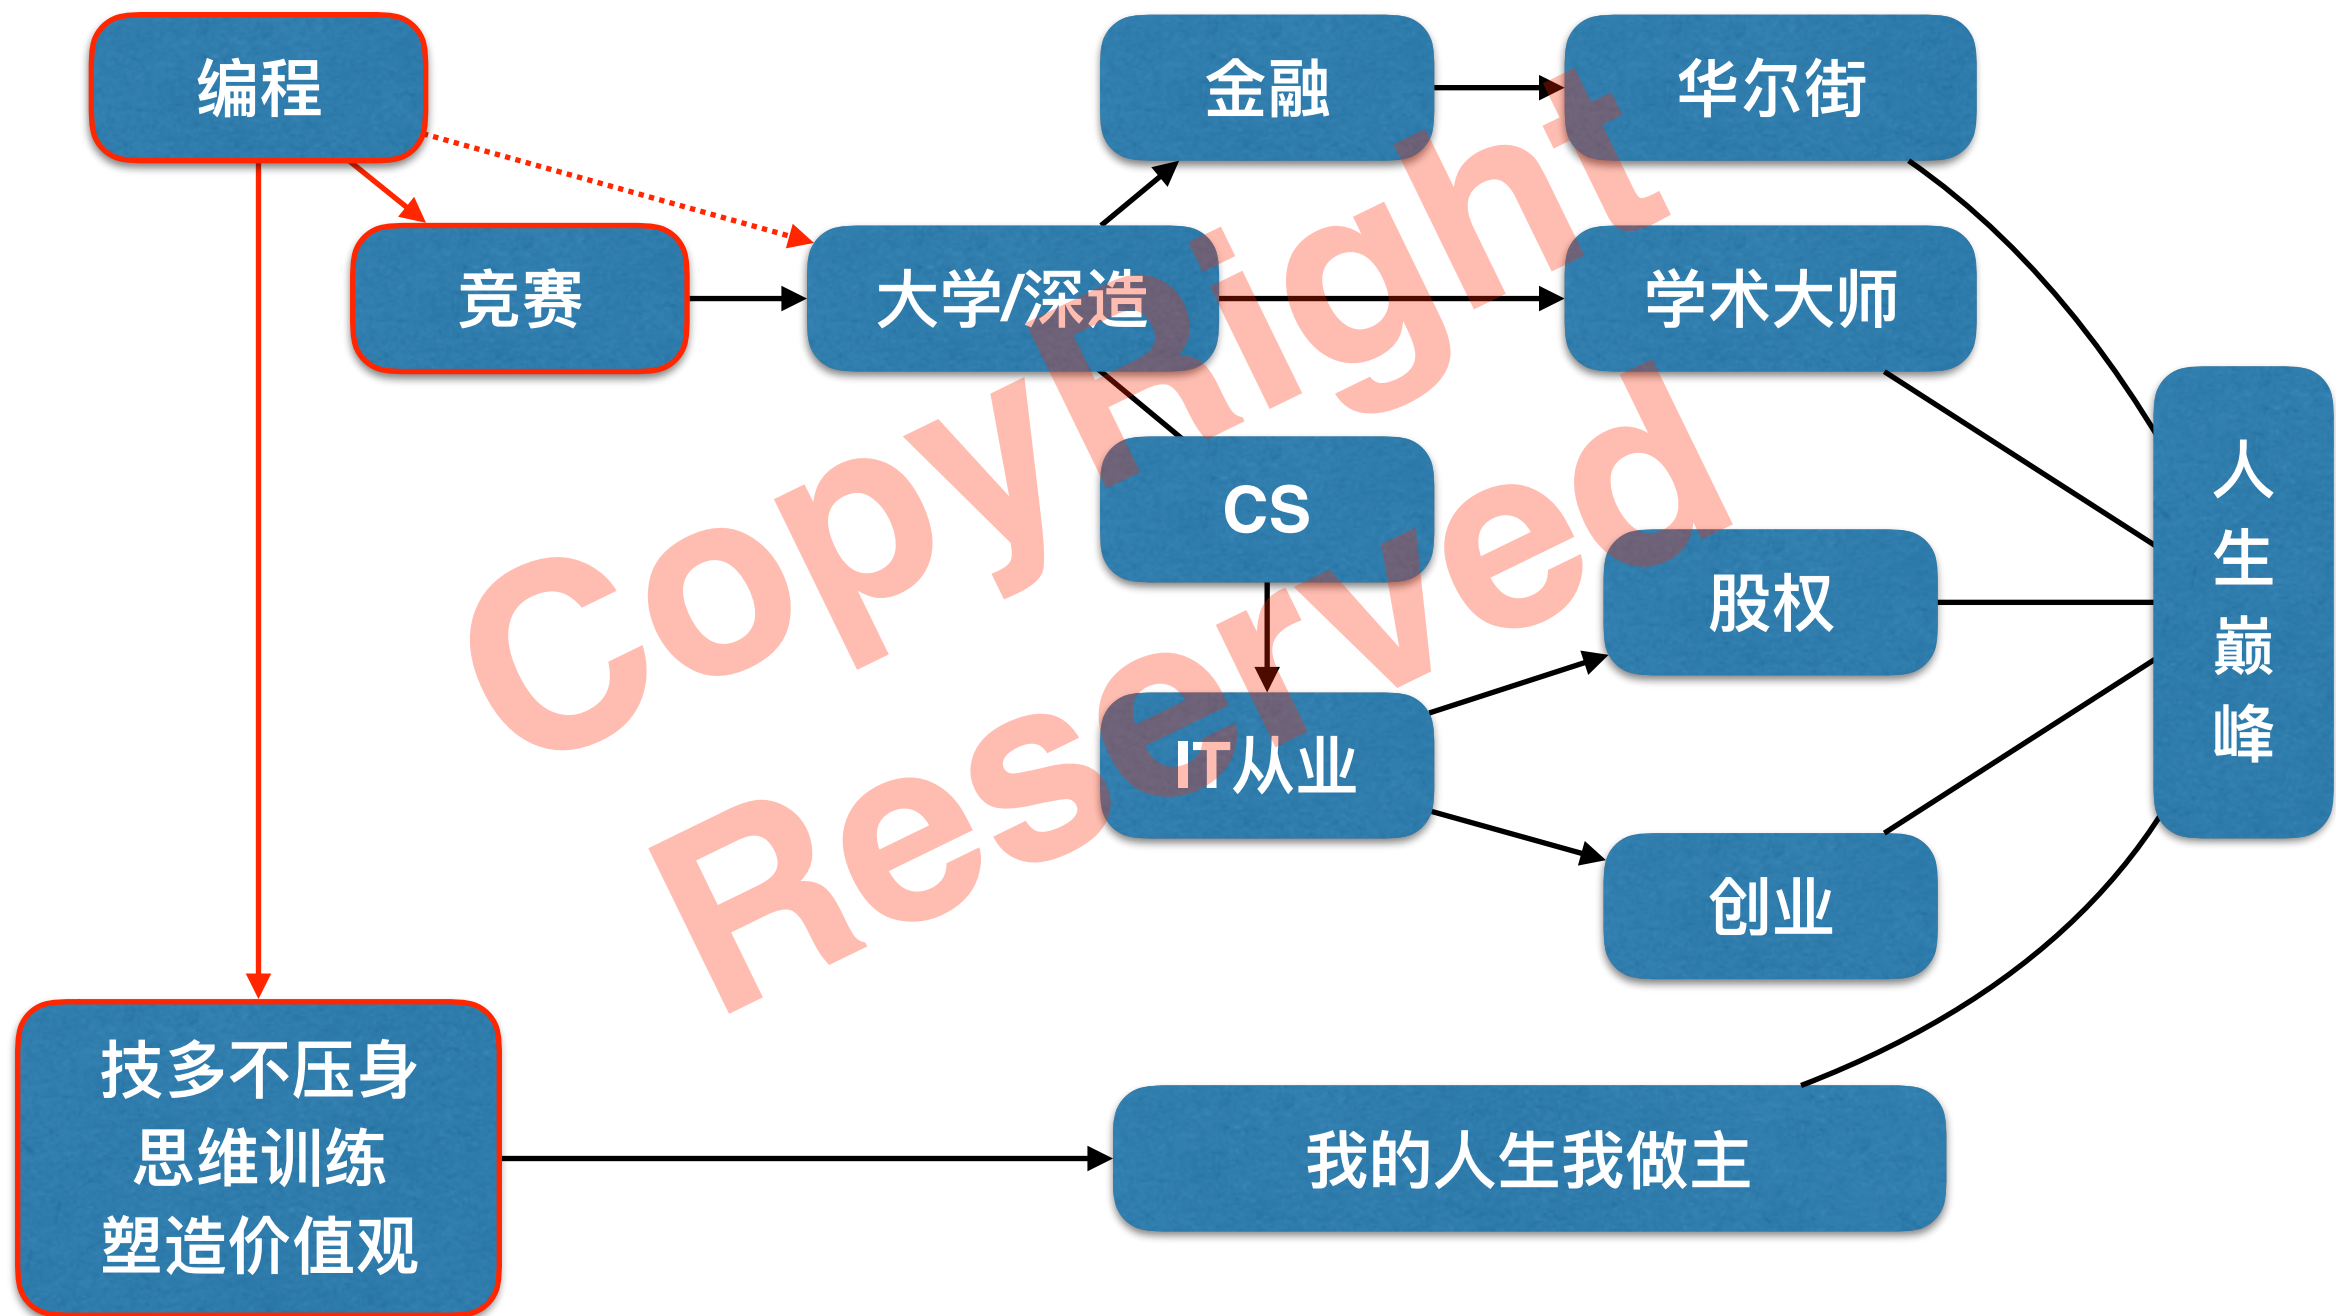 编程
金融
华尔街
竞赛
大学/深造
学术大师
CS
股权
人
生
巅
峰
IT从业
创业
技多不压身
思维训练
塑造价值观
我的人生我做主
CopyRight
Reserved